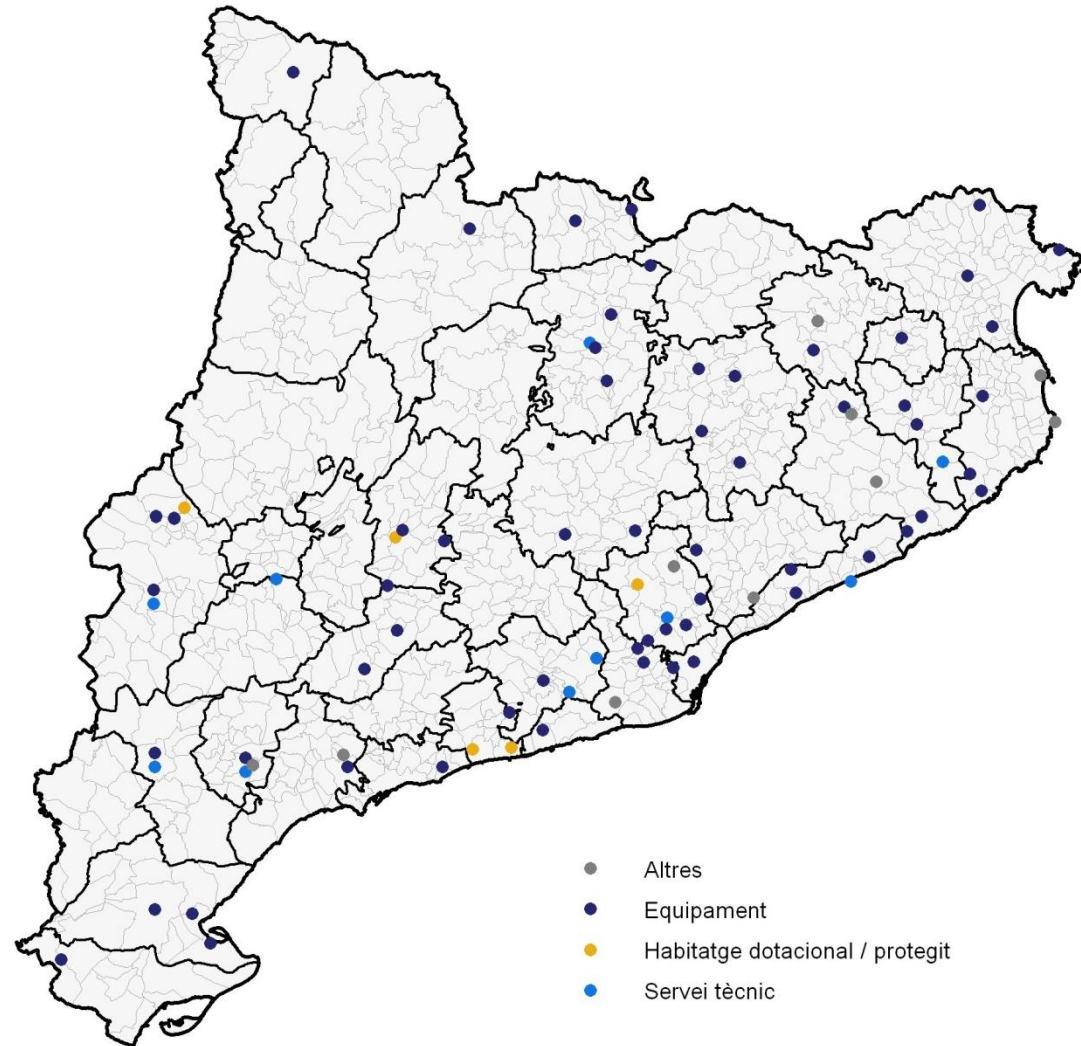 Altres
Equipament
Habitatge dotacional / protegit
Servei tècnic